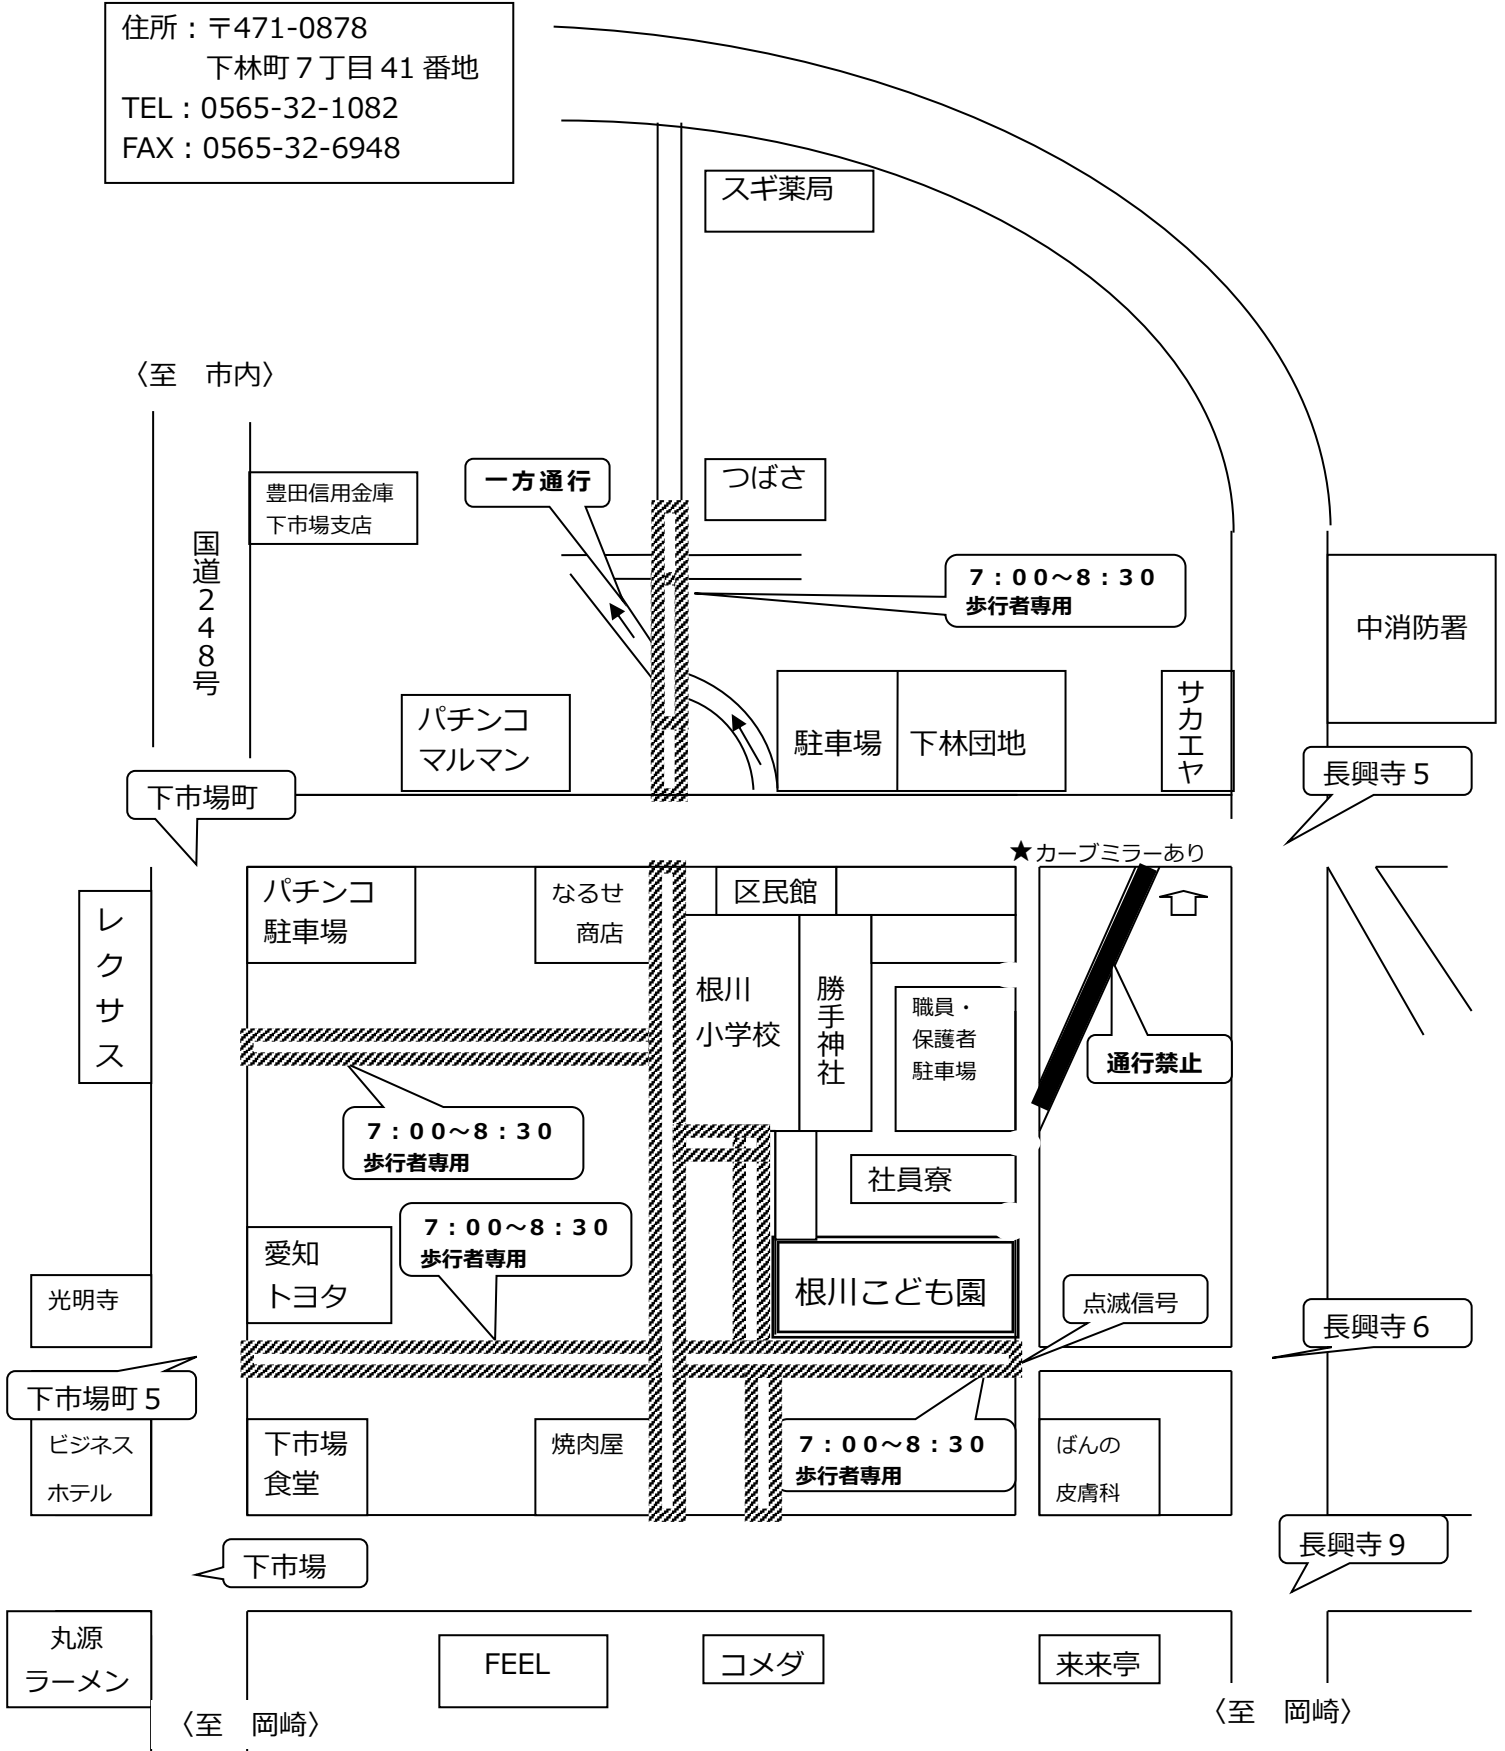 住所：〒471-0878
下林町７丁目 41 番地
TEL：0565-32-1082
FAX：0565-32-6948
スギ薬局
〈至　市内〉
一方通行
つばさ
豊田信用金庫
下市場支店
国道２４８号
７：００～８：３０
歩行者専用
中消防署
パチンコ
マルマン
駐車場
下林団地
サカエヤ
長興寺５
下市場町
★カーブミラーあり
レクサス
パチンコ
駐車場
なるせ
商店
区民館
根川
小学校
勝手神社
職員・
保護者
駐車場
通行禁止
７：００～８：３０
歩行者専用
社員寮
７：００～８：３０
歩行者専用
愛知
トヨタ
根川こども園
点滅信号
光明寺
長興寺６
下市場町５
ビジネス
ホテル
下市場
食堂
焼肉屋
７：００～８：３０
歩行者専用
ばんの
皮膚科
長興寺９
下市場
丸源
ラーメン
FEEL
コメダ
来来亭
〈至　岡崎〉
〈至　岡崎〉